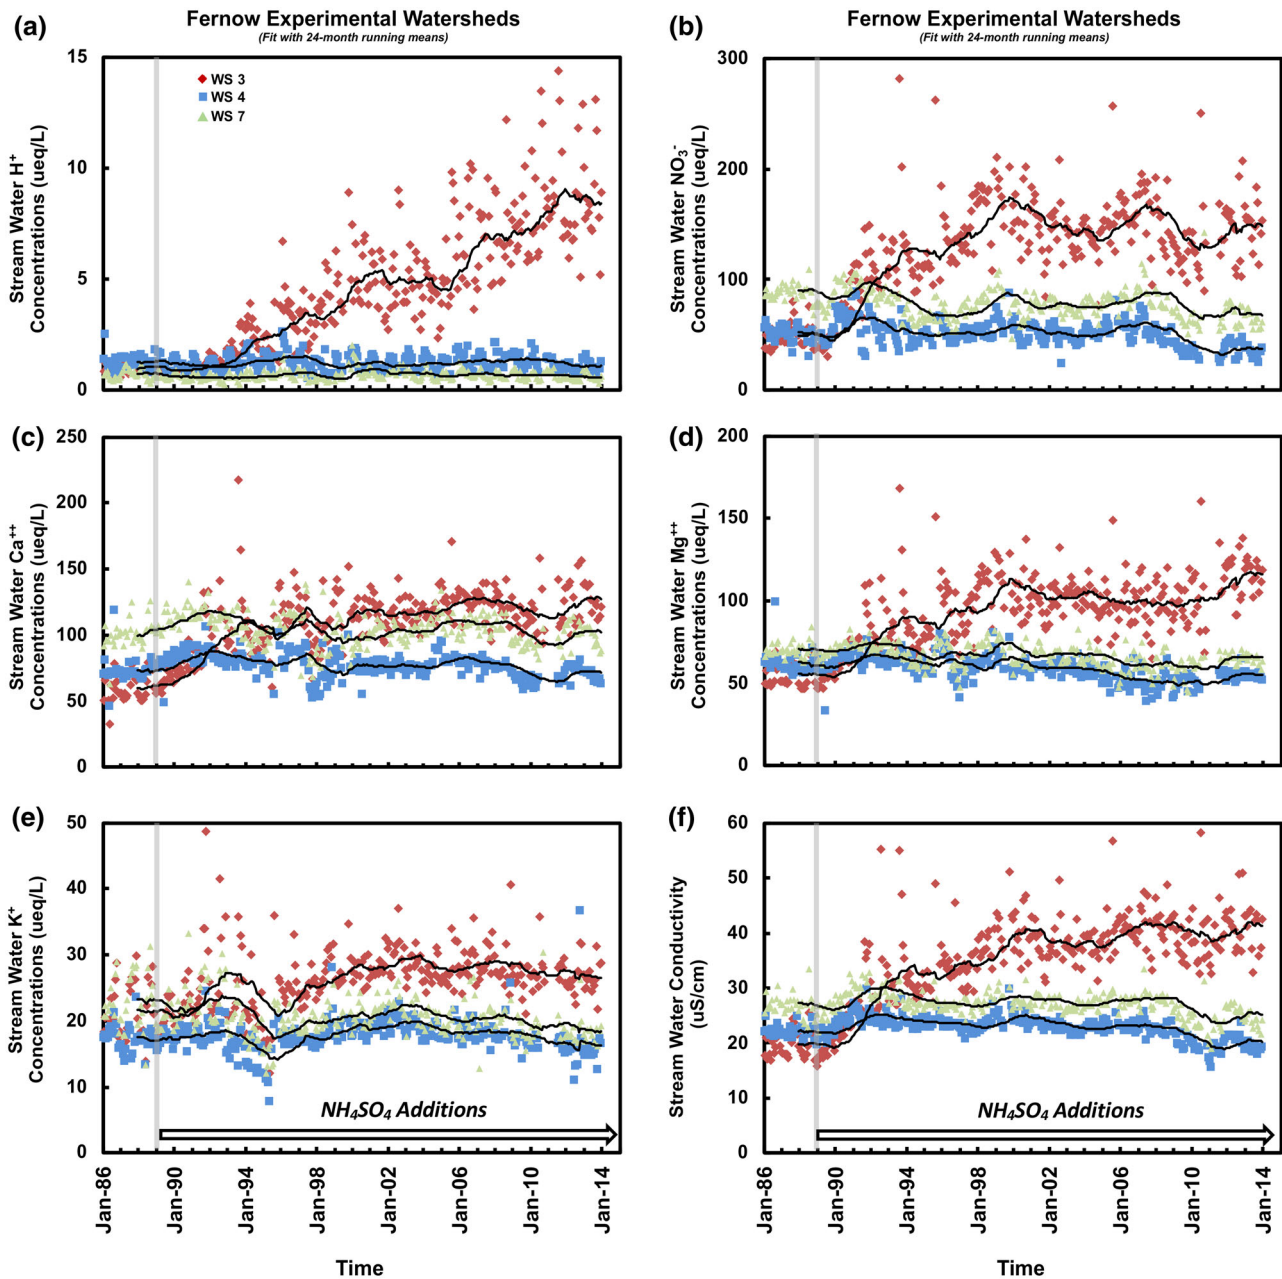 (a)
Fernow Experimental Watersheds
(Fit with 24-month running means)
Stream Water H+
Concentrations (ueq/L)
15
10
5
0
WS 3
WS 4
WS 7
(b)
Fernow Experimental Watersheds
(Fit with 24-month running means)
Stream Water NO3-
Concentrations (ueq/L)
300
200
100
0
(c)
Stream Water Ca++
Concentrations (ueq/L)
250
200
150
100
50
0
(d)
Stream Water Mg++
Concentrations (ueq/L)
200
150
100
50
0
(e)
Stream Water K+
Concentrations (ueq/L)
50
40
30
20
10
0
NH4SO4 Additions
Jan-86
Jan-90
Jan-94
Jan-98
Jan-02
Jan-06
Jan-10
Jan-14
Time
(f)
Stream Water Conductivity
(uS/cm)
60
50
40
30
20
10
0
NH4SO4 Additions
Jan-86
Jan-90
Jan-94
Jan-98
Jan-02
Jan-06
Jan-10
Jan-14
Time